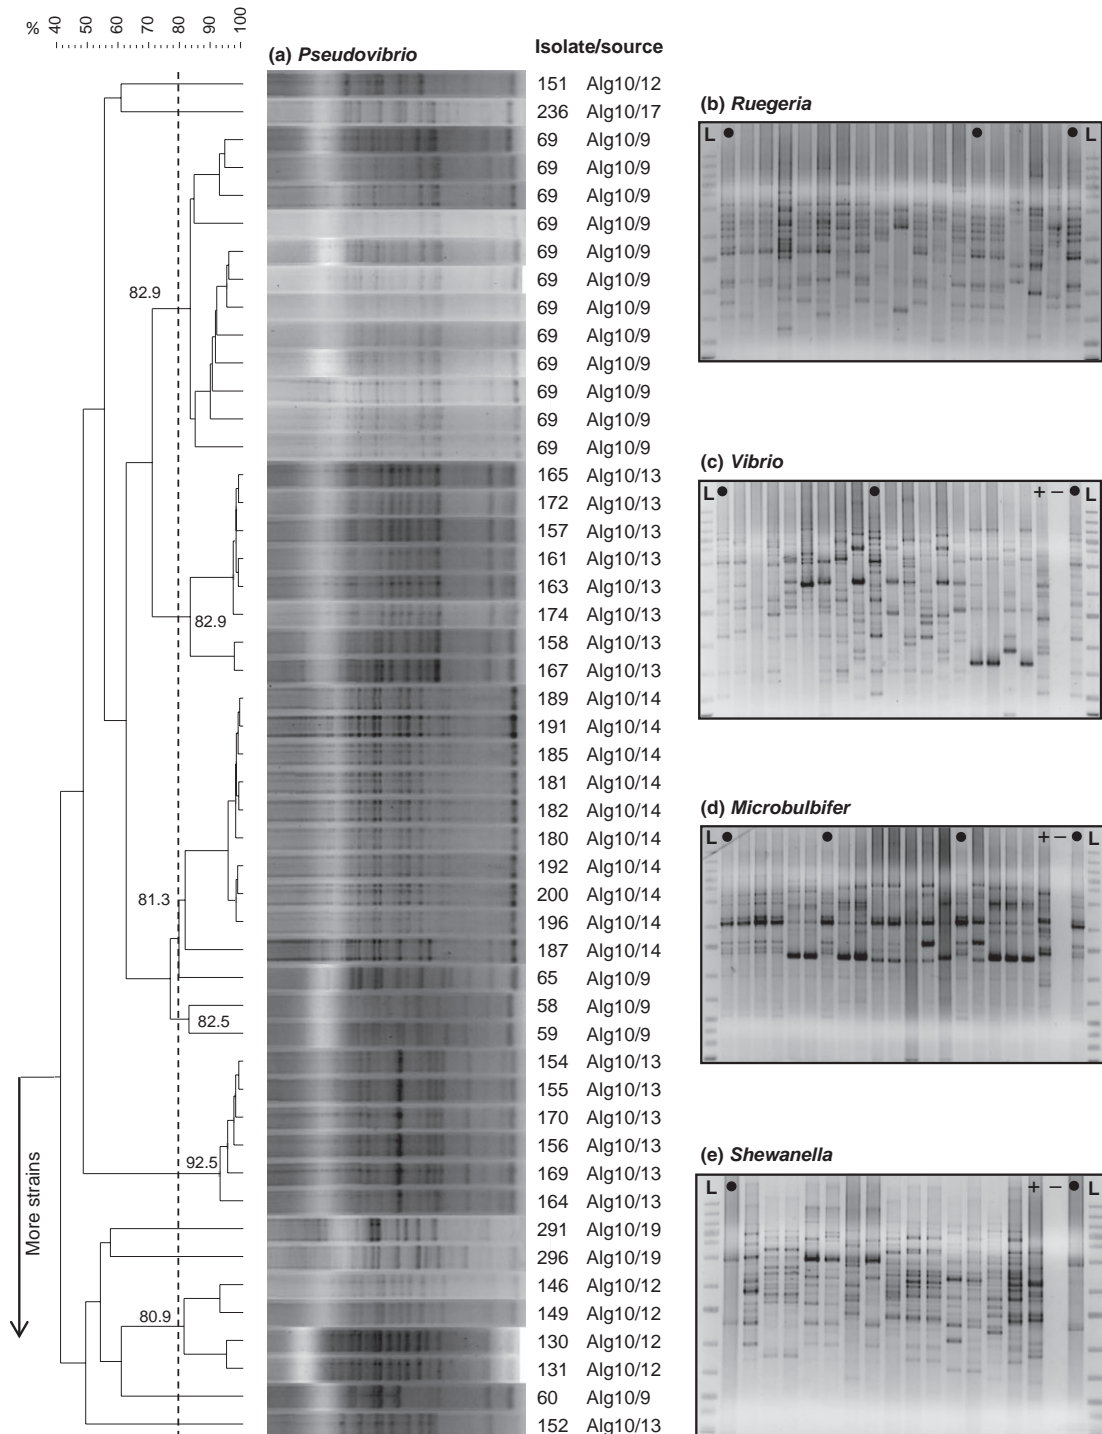 % 40 50 60 70 80 90 100
(a) Pseudovibrio
Isolate/source
151 Alg10/12
236 Alg10/17
69 Alg10/9
69 Alg10/9
69 Alg10/9
69 Alg10/9
69 Alg10/9
69 Alg10/9
69 Alg10/9
69 Alg10/9
69 Alg10/9
69 Alg10/9
69 Alg10/9
69 Alg10/9
165 Alg10/13
172 Alg10/13
157 Alg10/13
161 Alg10/13
163 Alg10/13
174 Alg10/13
158 Alg10/13
167 Alg10/13
189 Alg10/14
191 Alg10/14
185 Alg10/14
181 Alg10/14
182 Alg10/14
180 Alg10/14
192 Alg10/14
200 Alg10/14
196 Alg10/14
187 Alg10/14
65 Alg10/9
58 Alg10/9
59 Alg10/9
154 Alg10/13
155 Alg10/13
170 Alg10/13
156 Alg10/13
169 Alg10/13
164 Alg10/13
291 Alg10/19
296 Alg10/19
146 Alg10/12
149 Alg10/12
130 Alg10/12
131 Alg10/12
60 Alg10/9
152 Alg10/13
82.9
82.9
81.3
82.5
92.5
80.9
More strains
(b) Ruegeria
L L
(c) Vibrio
L + − L
(d) Microbulbifer
L + − L
(e) Shewanella
L + − L